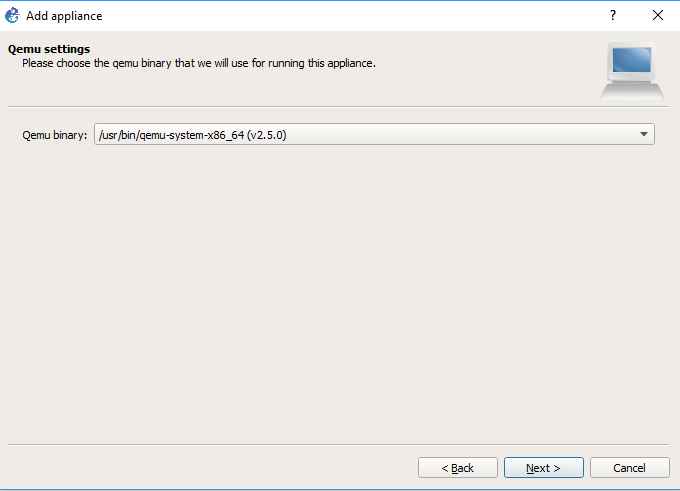 Add appliance
?
Qemu settings
Please choose the qemu binary that we will use for running this appliance.
Qemu binary: /usr/bin/qemu-system-x86_64 (v2.5.0)
< Back Next > Cancel